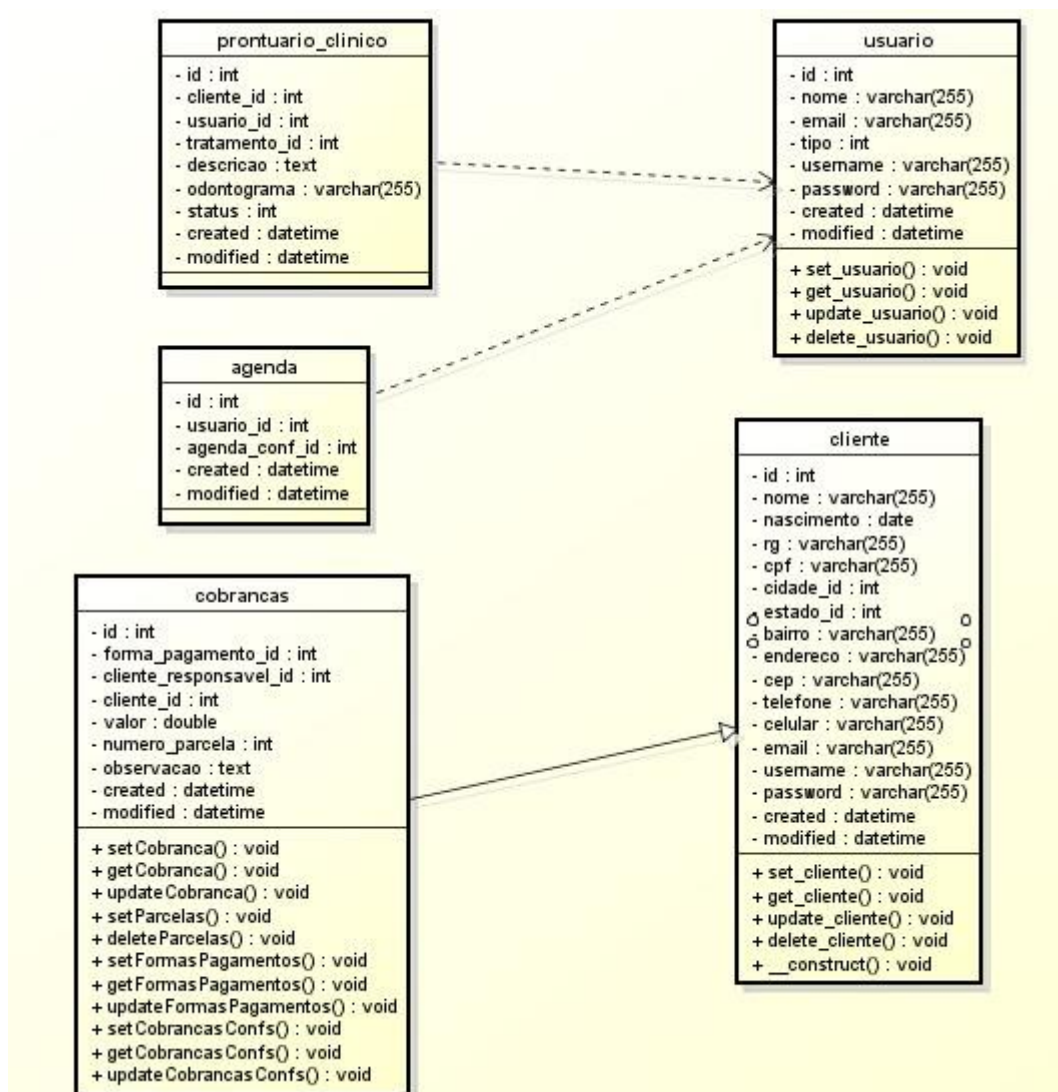 prontuario_clinico
- id : int
- cliente_id : int
- usuario_id : int
- tratamento_id : int
- descricao : text
- odontograma : varchar(255)
- status : int
- created : datetime
- modified : datetime
usuario
- id : int
- nome : varchar(255)
- email : varchar(255)
- tipo : int
- username : varchar(255)
- password : varchar(255)
- created : datetime
- modified : datetime
+ set_usuario() : void
+ get_usuario() : void
+ update_usuario() : void
+ delete_usuario() : void
agenda
- id : int
- usuario_id : int
- agenda_conf_id : int
- created : datetime
- modified : datetime
cliente
- id : int
- nome : varchar(255)
- nascimento : date
- rg : varchar(255)
- cpf : varchar(255)
- cidade_id : int
- estado_id : int
- bairro : varchar(255)
- endereco : varchar(255)
- cep : varchar(255)
- telefone : varchar(255)
- celular : varchar(255)
- email : varchar(255)
- username : varchar(255)
- password : varchar(255)
- created : datetime
- modified : datetime
+ set_cliente() : void
+ get_cliente() : void
+ update_cliente() : void
+ delete_cliente() : void
+ __construct() : void
cobrancas
- id : int
- forma_pagamento_id : int
- cliente_responsavel_id : int
- cliente_id : int
- valor : double
- numero_parcela : int
- observacao : text
- created : datetime
- modified : datetime
+ setCobranca() : void
+ getCobranca() : void
+ updateCobranca() : void
+ setParcelas() : void
+ deleteParcelas() : void
+ setFormasPagamentos() : void
+ getFormasPagamentos() : void
+ updateFormasPagamentos() : void
+ setCobrancasConfs() : void
+ getCobrancasConfs() : void
+ updateCobrancasConfs() : void